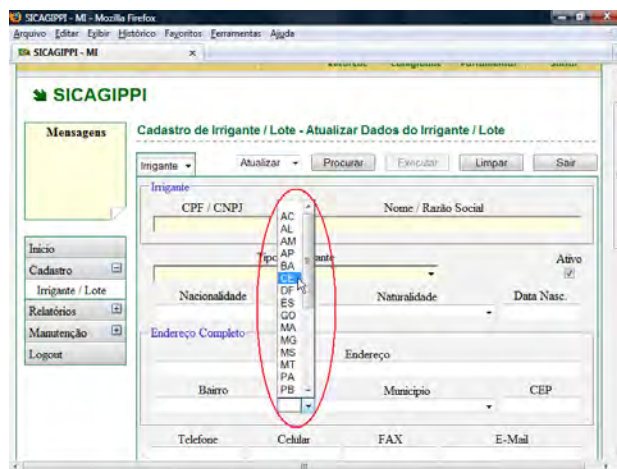 SICAGIPPI - MI - Mozilla Firefox
Arquivo Editar Exibir Histórico Favoritos Ferramentas Ajuda
SICAGIPPI - MI ×
SICAGIPPI
Mensagens
Cadastro de Irrigante / Lote - Atualizar Dados do Irrigante / Lote
Irrigante Atualizar Procurar Executar Limpar Sair
Irrigante
CPF / CNPJ Nome / Razão Social
AC
AL
AM
AP
BA
CE
DF
ES
GO
MA
MG
MS
MT
PA
PB
Ativo
Início
Cadastro
Irrigante / Lote
Relatórios
Manutenção
Logout
Nacionalidade Naturalidade Data Nasc.
Endereço Completo
Endereço
Bairro Município CEP
Telefone Celular FAX E-Mail